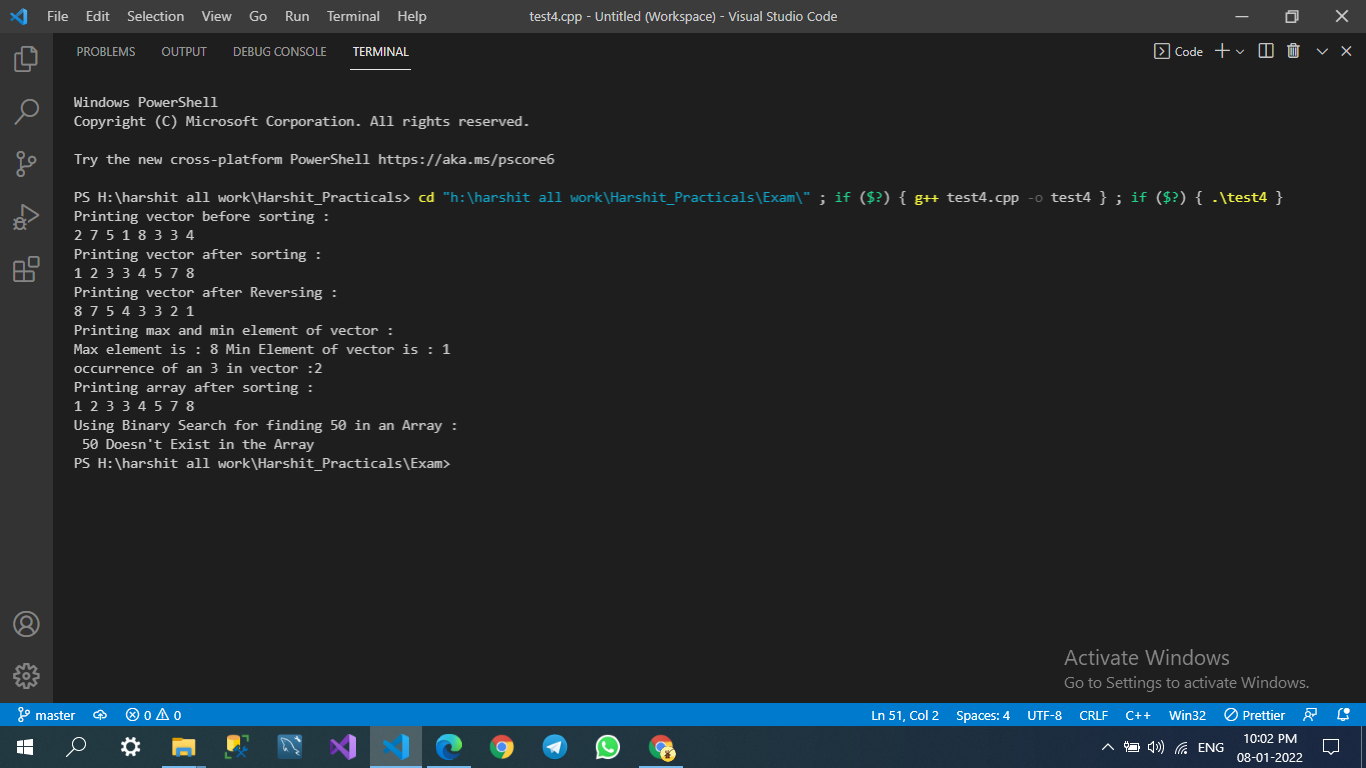 File Edit Selection View Go Run Terminal Help test4.cpp - Untitled (Workspace) - Visual Studio Code
PROBLEMS OUTPUT DEBUG CONSOLE TERMINAL Code
Windows PowerShell
Copyright (C) Microsoft Corporation. All rights reserved.
Try the new cross-platform PowerShell https://aka.ms/pscore6
PS H:\harshit all work\Harshit_Practicals> cd "h:\harshit all work\Harshit_Practicals\Exam\" ; if ($?) { g++ test4.cpp -o test4 } ; if ($?) { .\test4 }
Printing vector before sorting :
2 7 5 1 8 3 3 4
Printing vector after sorting :
1 2 3 3 4 5 7 8
Printing vector after Reversing :
8 7 5 4 3 3 2 1
Printing max and min element of vector :
Max element is : 8 Min Element of vector is : 1
occurrence of an 3 in vector :2
Printing array after sorting :
1 2 3 3 4 5 7 8
Using Binary Search for finding 50 in an Array :
 50 Doesn't Exist in the Array
PS H:\harshit all work\Harshit_Practicals\Exam>
Activate Windows
Go to Settings to activate Windows.
master 0 0 Ln 51, Col 2 Spaces: 4 UTF-8 CRLF C++ Win32 Prettier
ENG 10:02 PM
08-01-2022